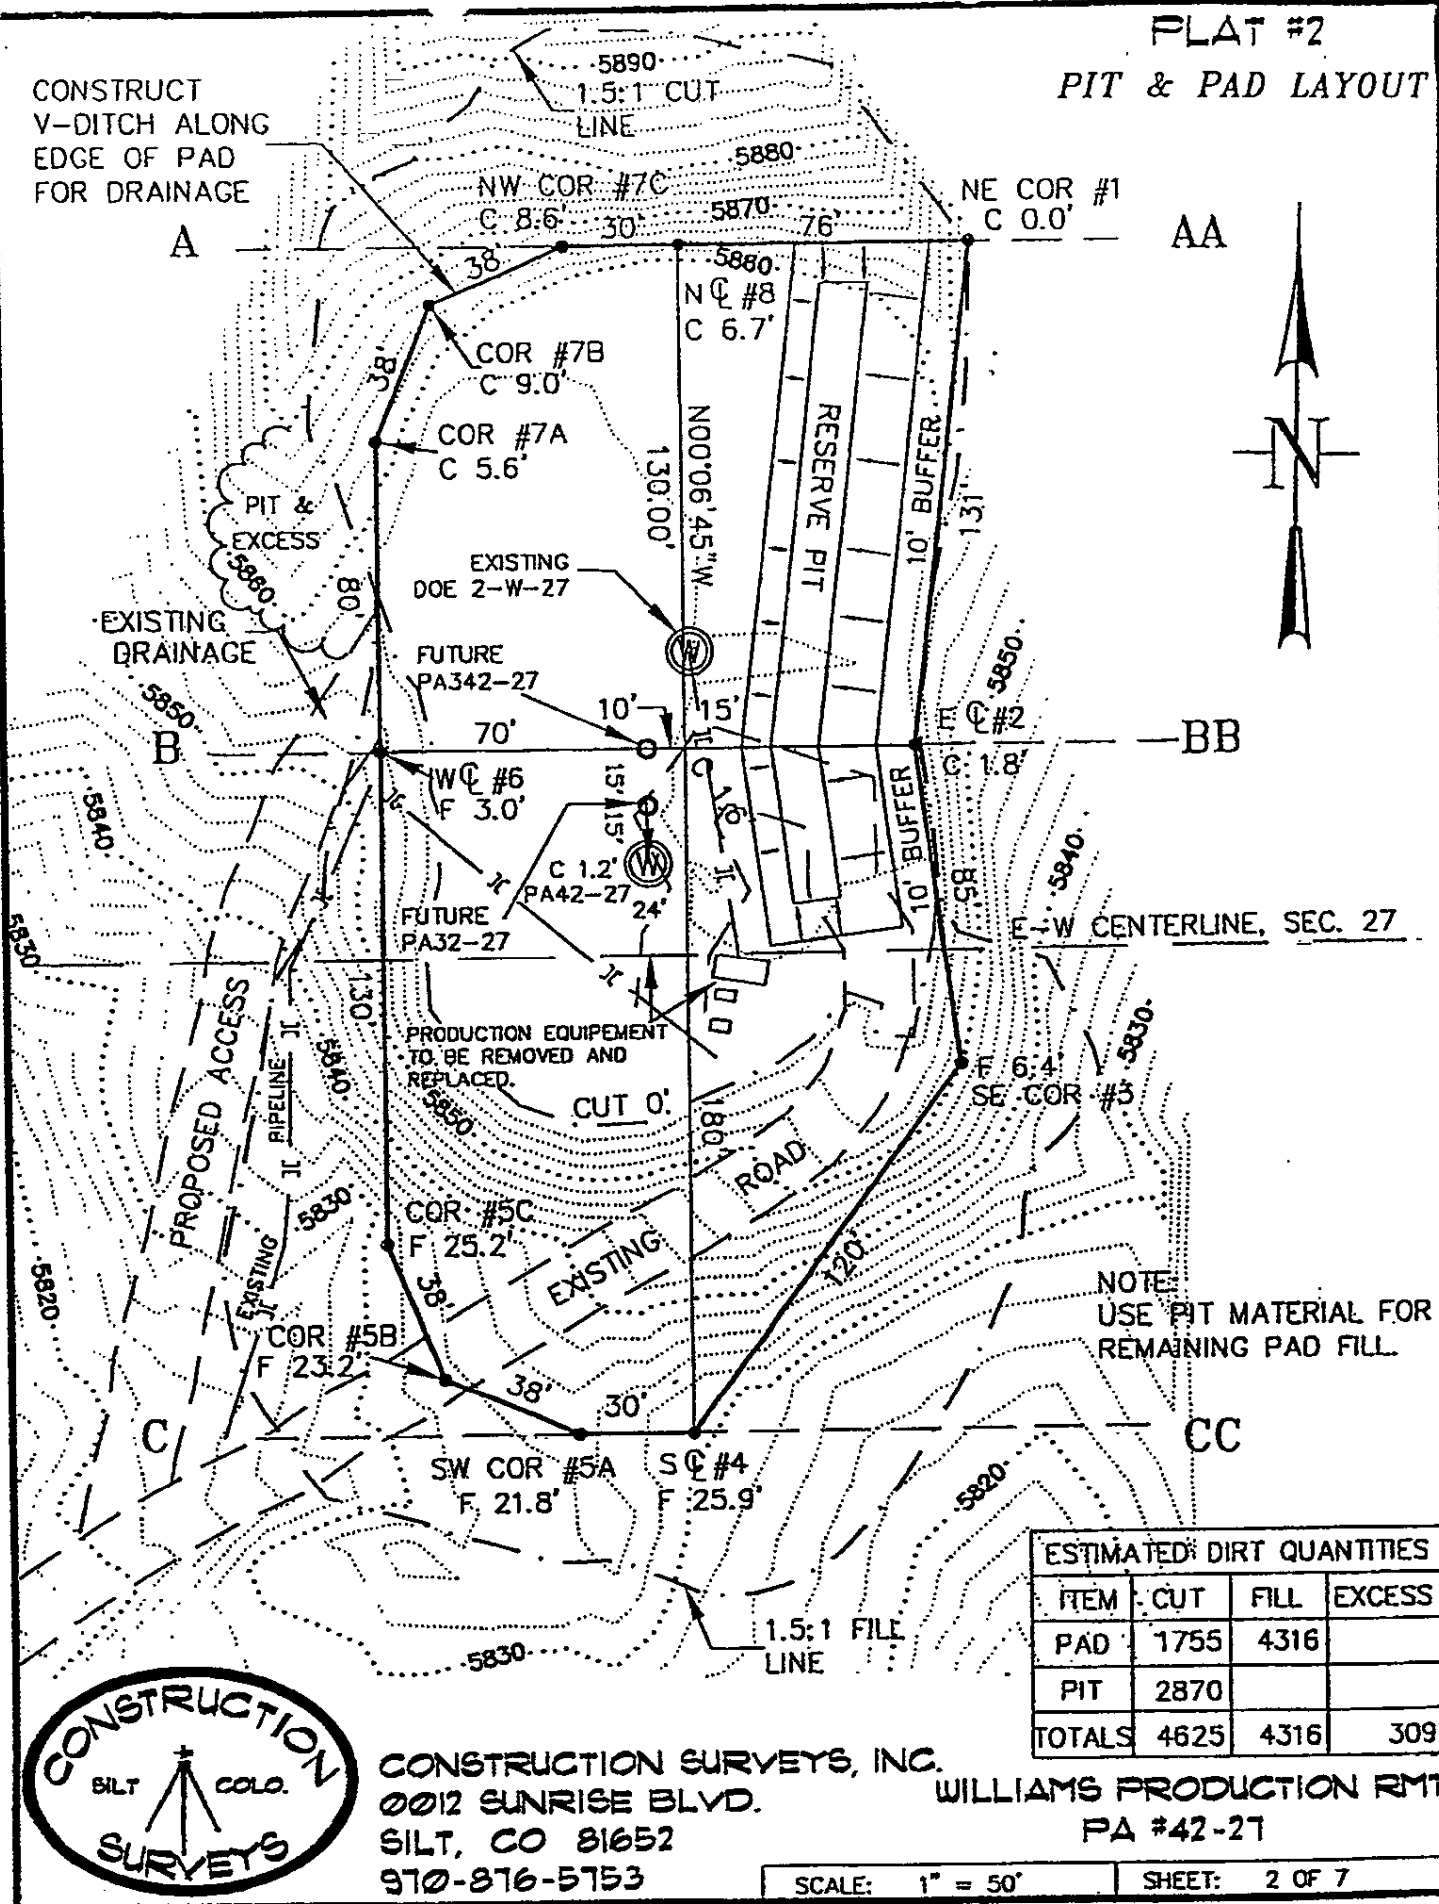 PLAT #2
PIT & PAD LAYOUT
CONSTRUCT
V-DITCH ALONG
EDGE OF PAD
FOR DRAINAGE
5890
1.5:1 CUT
LINE
5880
NW COR #7C
C 8.6'
5870
NE COR #1
C 0.0'
A
30'
76'
AA
38'
5860
N ℄ #8
C 6.7'
38'
COR #7B
C 9.0'
COR #7A
C 5.6'
N00°06'45"W
130.00'
RESERVE PIT
10' BUFFER
131'
N
PIT &
EXCESS
5860
80'
EXISTING
DOE 2-W-27
W
EXISTING
DRAINAGE
FUTURE
PA342-27
5850
5850
10'
15'
E ℄ #2
C 1.8'
B
70'
BB
W ℄ #6
F 3.0'
15'
15'
5840
C 1.2'
PA42-27
W
24'
10' BUFFER
85'
5840
FUTURE
PA32-27
5830
E-W CENTERLINE, SEC. 27
PROPOSED ACCESS
130'
PRODUCTION EQUIPEMENT
TO BE REMOVED AND
REPLACED.
5830
5840
PIPELINE
5850
CUT 0'
180'
F 6.4'
SE COR #3
ROAD
5830
COR #5C
F 25.2'
EXISTING
EXISTING
120'
5820
38'
NOTE:
USE PIT MATERIAL FOR
REMAINING PAD FILL.
COR #5B
F 23.2'
38'
30'
C
CC
SW COR #5A
F 21.8'
S ℄ #4
F 25.9'
5820
5830
1.5:1 FILL
LINE
ESTIMATED DIRT QUANTITIES
ITEM CUT FILL EXCESS
PAD 1755 4316
PIT 2870
TOTALS 4625 4316 309
CONSTRUCTION
SILT COLO.
SURVEYS
CONSTRUCTION SURVEYS, INC.
0012 SUNRISE BLVD.
SILT, CO 81652
970-876-5753
WILLIAMS PRODUCTION RMT
PA #42-27
SCALE: 1" = 50'
SHEET: 2 OF 7